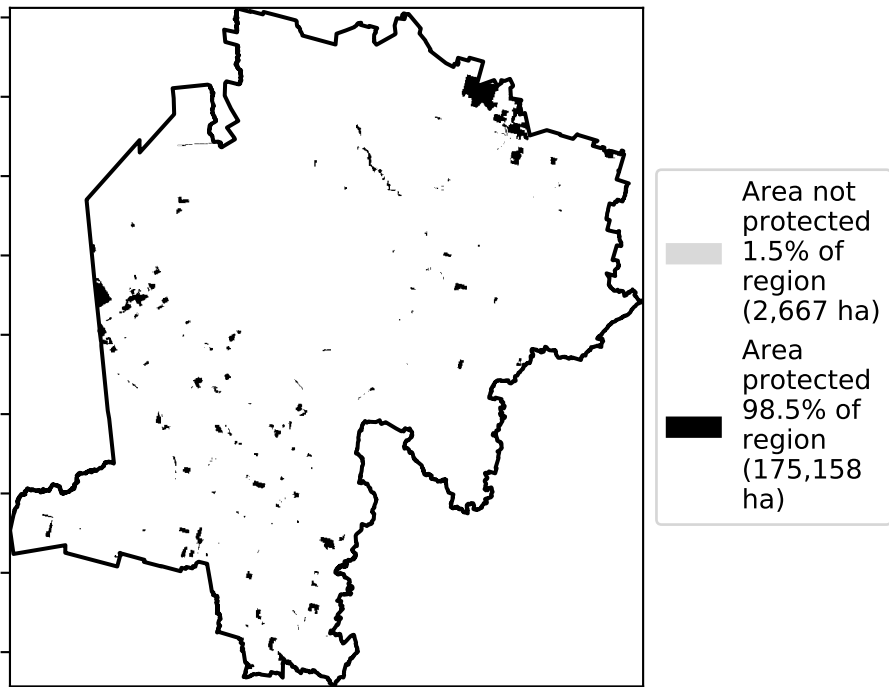 Area not
protected
1.5% of
region
(2,667 ha)
Area
protected
98.5% of
region
(175,158
ha)